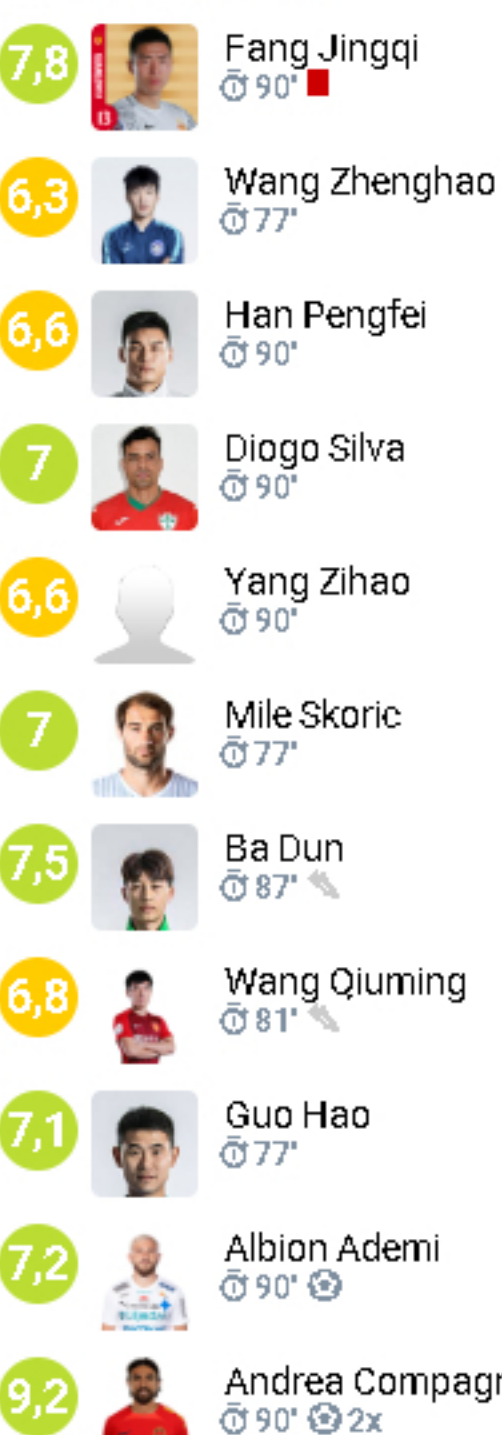 7,8
Fang Jingqi
90'
6,3
Wang Zhenghao
77'
6,6
Han Pengfei
90'
7
Diogo Silva
90'
6,6
Yang Zihao
90'
7
Mile Skoric
77'
7,5
Ba Dun
87'
6,8
Wang Qiuming
81'
7,1
Guo Hao
77'
7,2
Albion Ademi
90'
9,2
Andrea Compagn
90' 2x